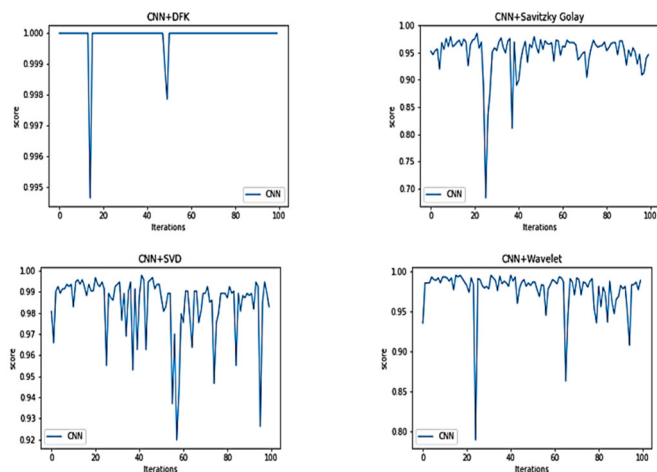 CNN+DFK
1.000
0.999
0.998
0.997
0.996
0.995
score
CNN
0 20 40 60 80 100
Iterations
CNN+Savitzky Golay
1.00
0.95
0.90
0.85
0.80
0.75
0.70
score
CNN
0 20 40 60 80 100
Iterations
CNN+SVD
1.00
0.99
0.98
0.97
0.96
0.95
0.94
0.93
0.92
score
CNN
0 20 40 60 80 100
Iterations
CNN+Wavelet
1.00
0.95
0.90
0.85
0.80
score
CNN
0 20 40 60 80 100
Iterations